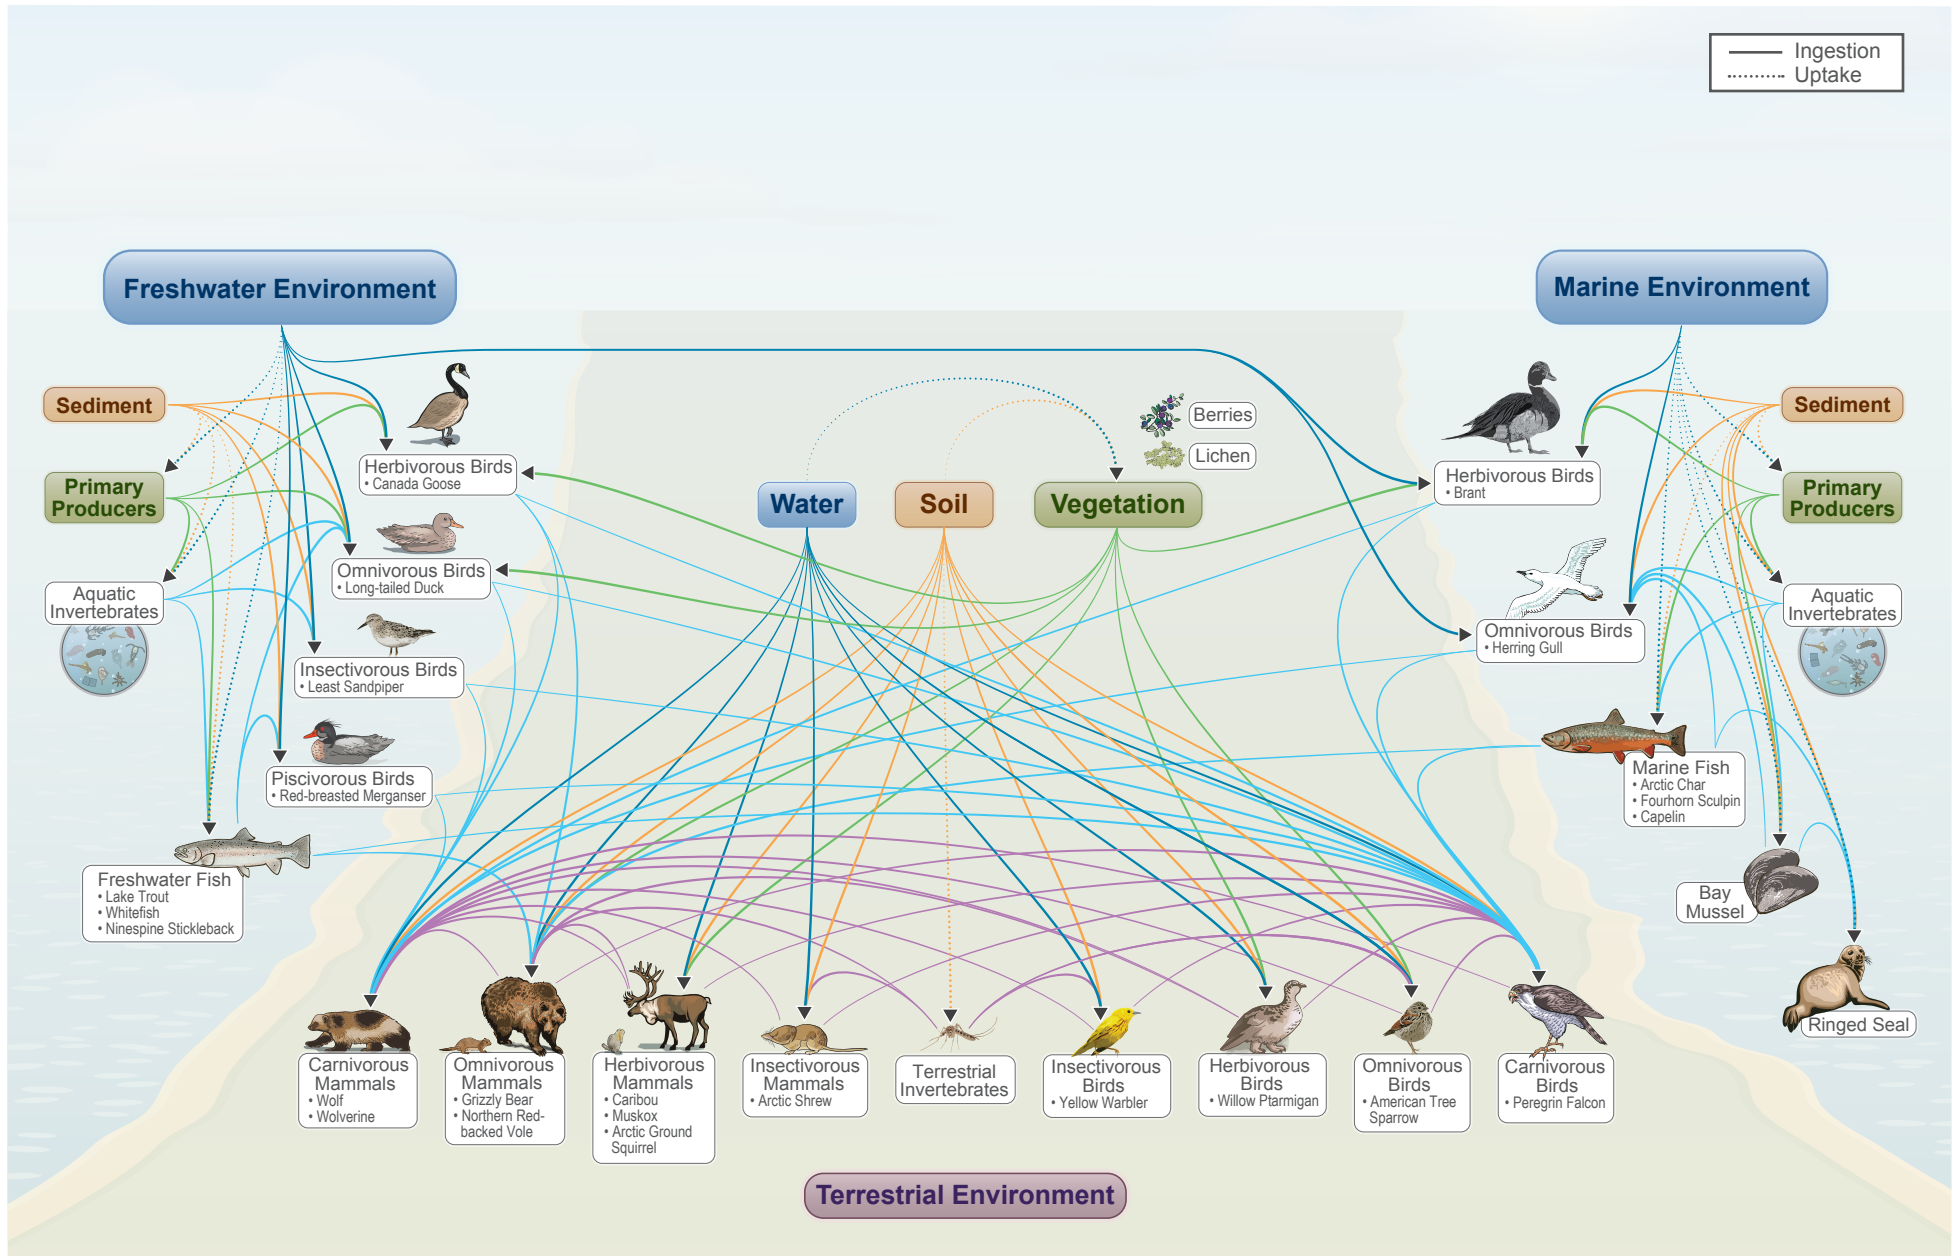 Ingestion
Uptake
Freshwater Environment
Marine Environment
Sediment
Primary
Producers
Aquatic
Invertebrates
Herbivorous Birds
• Canada Goose
Omnivorous Birds
• Long-tailed Duck
Insectivorous Birds
• Least Sandpiper
Piscivorous Birds
• Red-breasted Merganser
Freshwater Fish
• Lake Trout
• Whitefish
• Ninespine Stickleback
Water
Soil
Vegetation
Berries
Lichen
Herbivorous Birds
• Brant
Omnivorous Birds
• Herring Gull
Sediment
Primary
Producers
Aquatic
Invertebrates
Marine Fish
• Arctic Char
• Fourhorn Sculpin
• Capelin
Bay
Mussel
Ringed Seal
Carnivorous
Mammals
• Wolf
• Wolverine
Omnivorous
Mammals
• Grizzly Bear
• Northern Red-
backed Vole
Herbivorous
Mammals
• Caribou
• Muskox
• Arctic Ground
Squirrel
Insectivorous
Mammals
• Arctic Shrew
Terrestrial
Invertebrates
Insectivorous
Birds
• Yellow Warbler
Herbivorous
Birds
• Willow Ptarmigan
Omnivorous
Birds
• American Tree
Sparrow
Carnivorous
Birds
• Peregrin Falcon
Terrestrial Environment